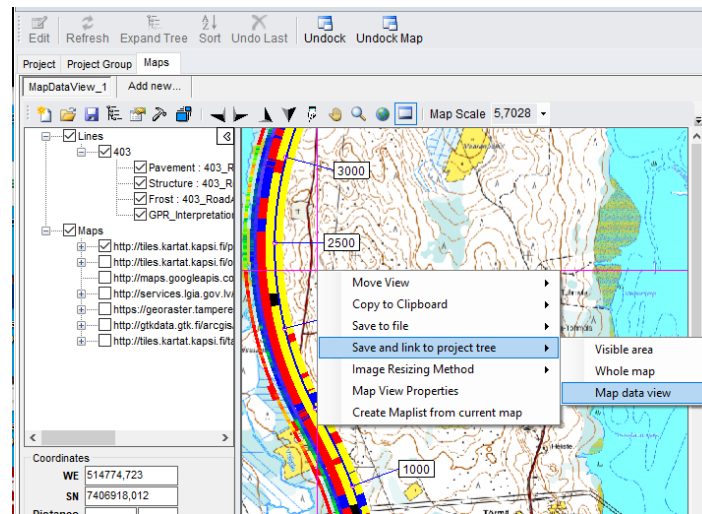 Edit Refresh Expand Tree Sort Undo Last Undock Undock Map
Project Project Group Maps
MapDataView_1 Add new...
Map Scale 5,7028
Lines
403
Pavement : 403_R
Structure : 403_R
Frost : 403_Road
GPR_Interpretation
Maps
http://tiles.kartat.kapsi.fi/p
http://tiles.kartat.kapsi.fi/o
http://maps.googleapis.co
http://services.lgia.gov.lv/
https://georaster.tampere
http://gtkdata.gtk.fi/arcgis/
http://tiles.kartat.kapsi.fi/ta
3000
2500
Move View
Copy to Clipboard
Save to file
Save and link to project tree
Image Resizing Method
Map View Properties
Create Maplist from current map
Visible area
Whole map
Map data view
1000
Törmä
Coordinates
WE 514774,723
SN 7406918,012
Distance